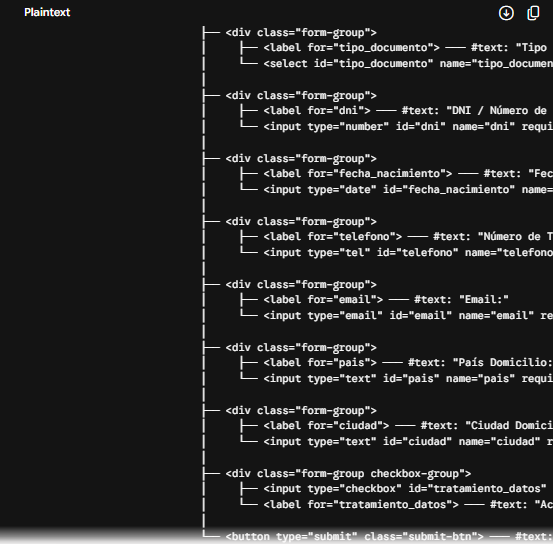 Plaintext
├── <div class="form-group">
│   ├── <label for="tipo_documento"> ── #text: "Tipo
│   └── <select id="tipo_documento" name="tipo_documen
│
├── <div class="form-group">
│   ├── <label for="dni"> ── #text: "DNI / Número de
│   └── <input type="number" id="dni" name="dni" requi
│
├── <div class="form-group">
│   ├── <label for="fecha_nacimiento"> ── #text: "Fec
│   └── <input type="date" id="fecha_nacimiento" name=
│
├── <div class="form-group">
│   ├── <label for="telefono"> ── #text: "Número de T
│   └── <input type="tel" id="telefono" name="telefono
│
├── <div class="form-group">
│   ├── <label for="email"> ── #text: "Email:"
│   └── <input type="email" id="email" name="email" re
│
├── <div class="form-group">
│   ├── <label for="pais"> ── #text: "País Domicilio:
│   └── <input type="text" id="pais" name="pais" requi
│
├── <div class="form-group">
│   ├── <label for="ciudad"> ── #text: "Ciudad Domici
│   └── <input type="text" id="ciudad" name="ciudad" r
│
├── <div class="form-group checkbox-group">
│   ├── <input type="checkbox" id="tratamiento_datos"
│   └── <label for="tratamiento_datos"> ── #text: "Ac
│
└── <button type="submit" class="submit-btn"> ── #text: